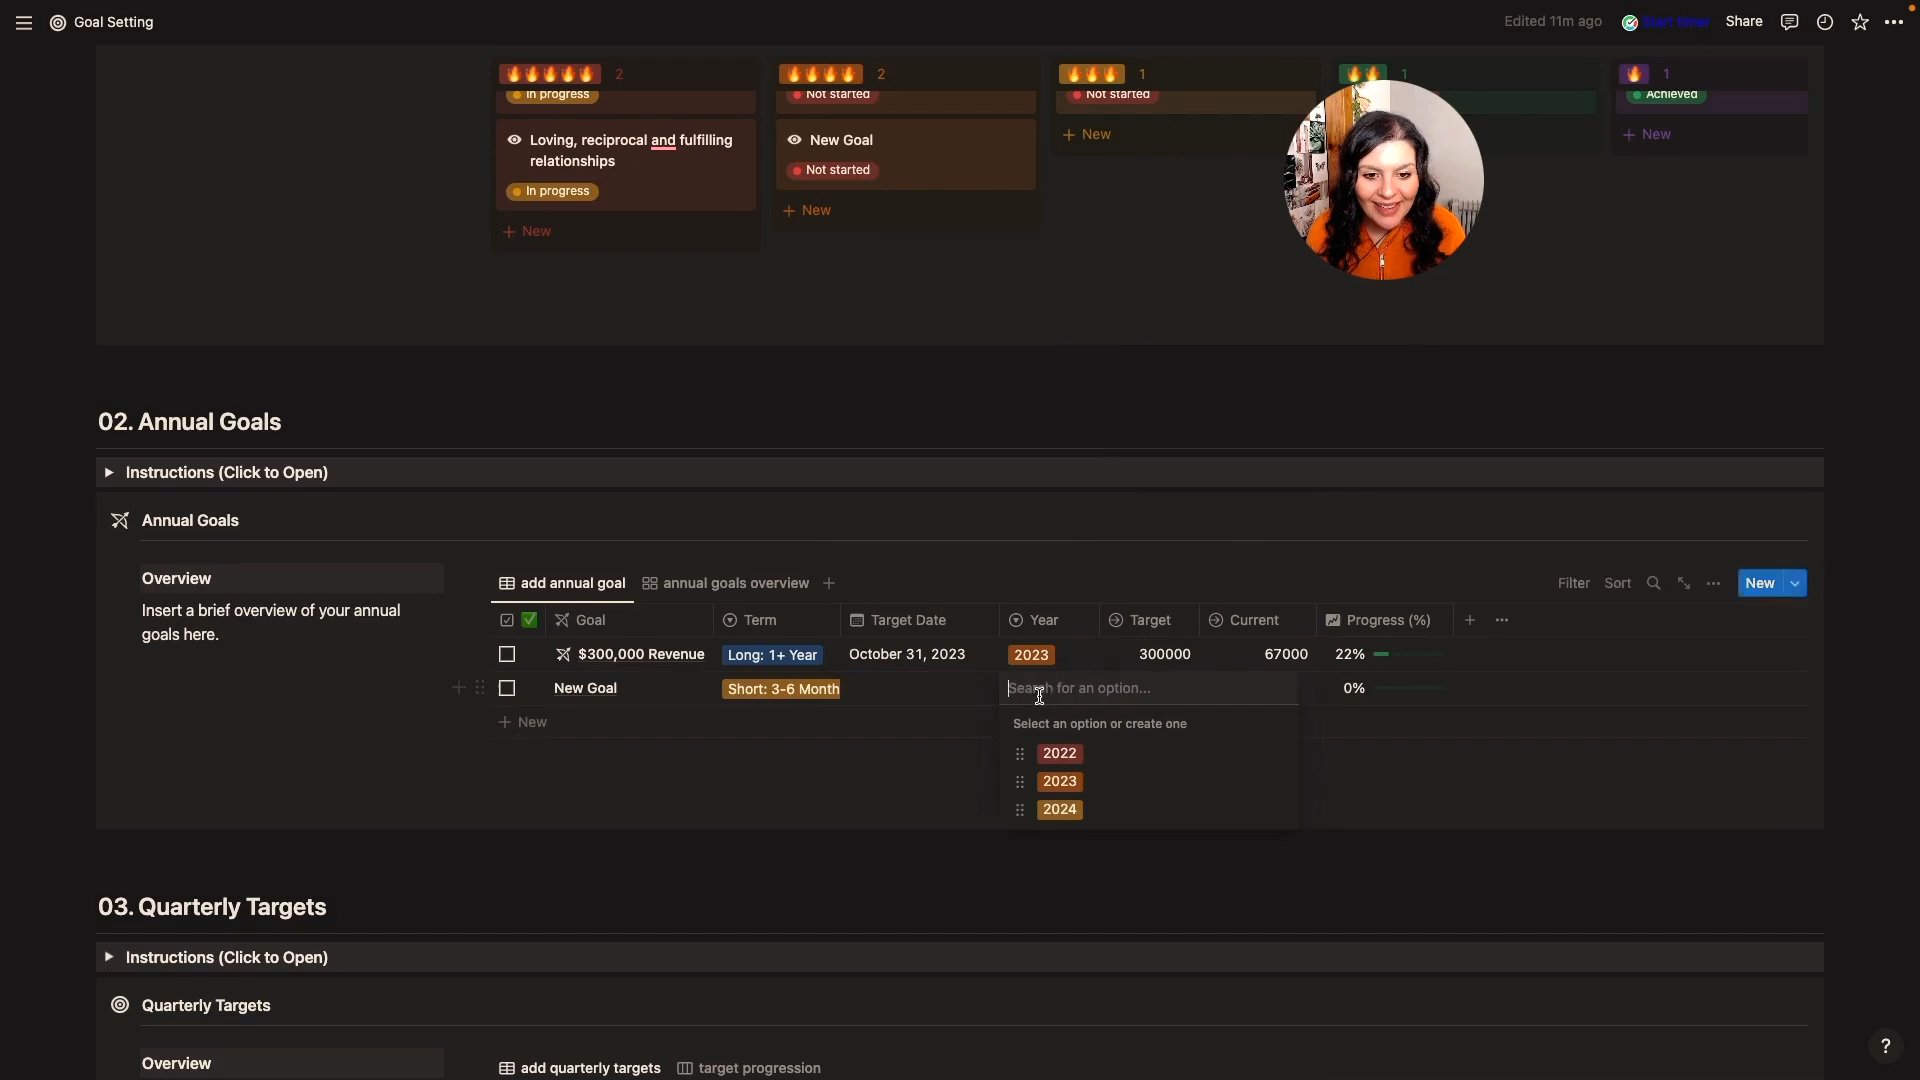 Goal Setting
Edited 11m ago
Start timer
Share
2
2
1
1
1
In progress
Not started
Not started
Achieved
Loving, reciprocal and fulfilling
relationships
In progress
+ New
New Goal
Not started
+ New
+ New
+ New
02. Annual Goals
Instructions (Click to Open)
Annual Goals
Overview
Insert a brief overview of your annual
goals here.
add annual goal
annual goals overview
+
Filter
Sort
New
Goal
Term
Target Date
Year
Target
Current
Progress (%)
+
$300,000 Revenue
Long: 1+ Year
October 31, 2023
2023
300000
67000
22%
New Goal
Short: 3-6 Month
Search for an option...
0%
+ New
Select an option or create one
2022
2023
2024
03. Quarterly Targets
Instructions (Click to Open)
Quarterly Targets
Overview
add quarterly targets
target progression
?